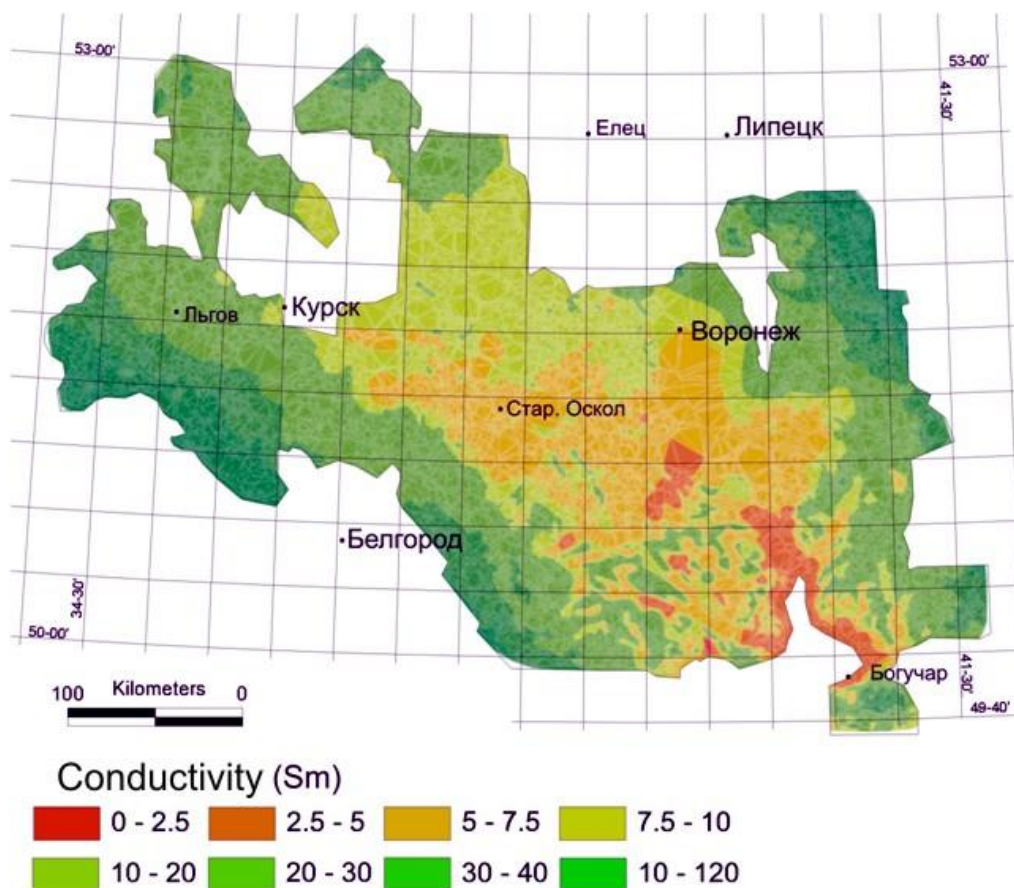 53-00'
53-00'
41-30'
Елец
Липецк
Льгов
Курск
Воронеж
Стар. Оскол
Белгород
34-30'
50-00'
41-30'
Богучар
49-40'
100 Kilometers 0
Conductivity (Sm)
0 - 2.5 2.5 - 5 5 - 7.5 7.5 - 10
10 - 20 20 - 30 30 - 40 10 - 120